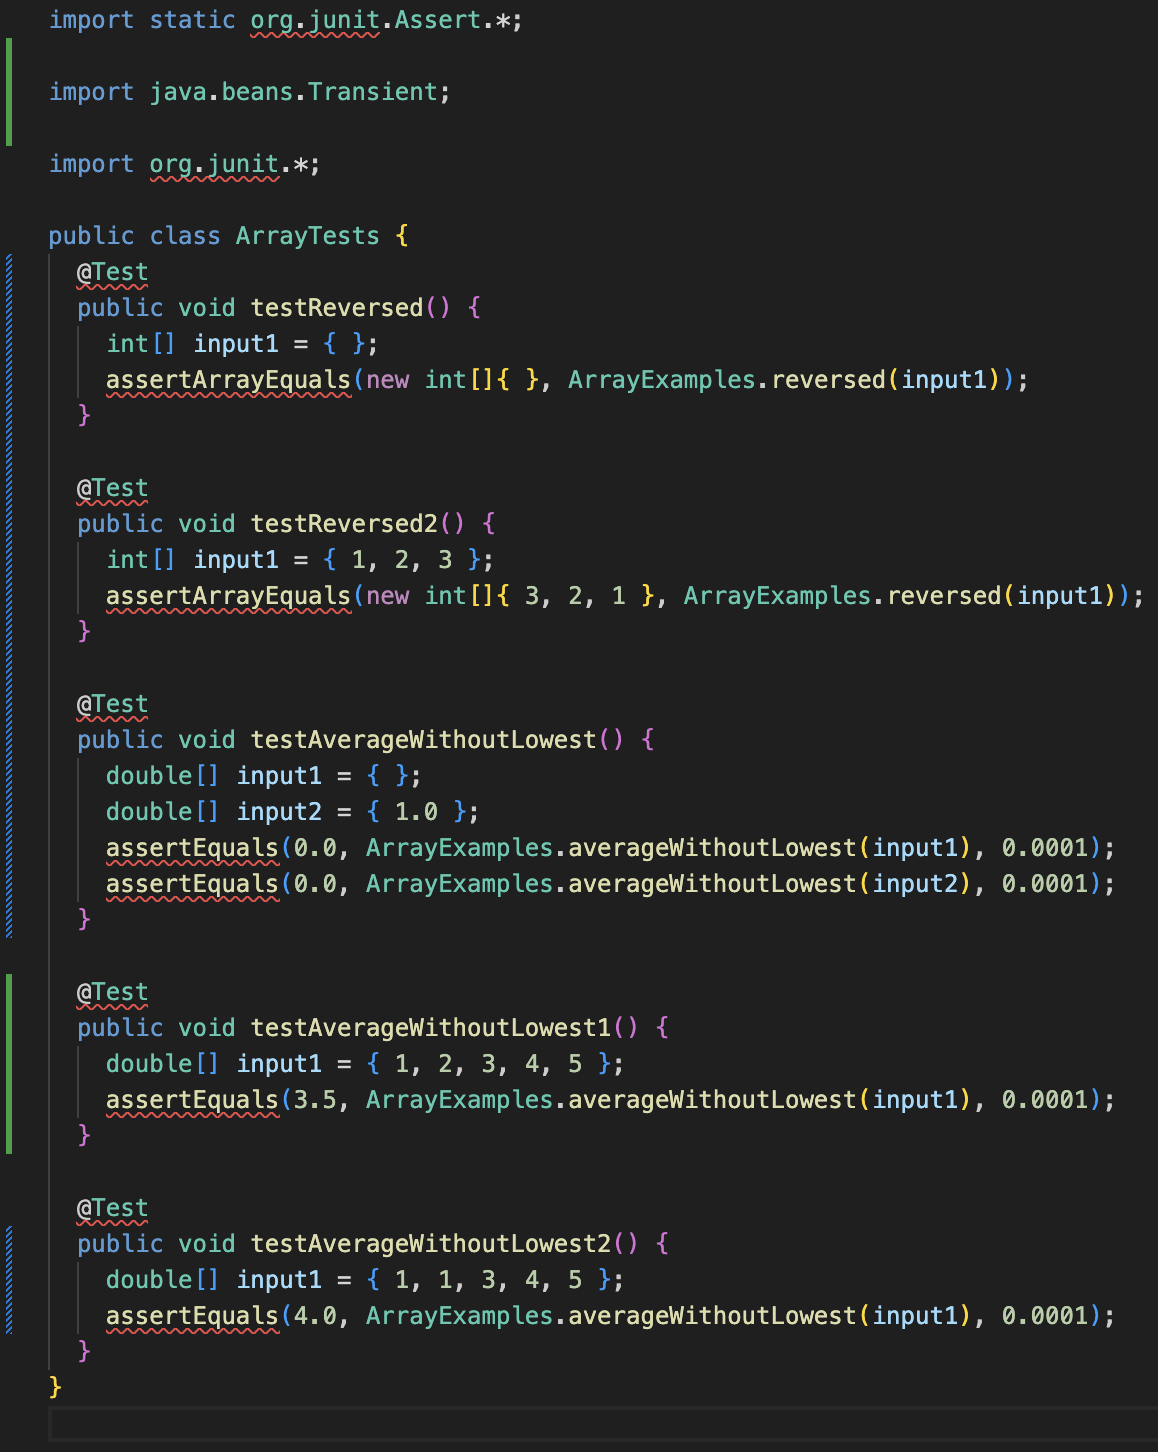 import static org.junit.Assert.*;
import java.beans.Transient;
import org.junit.*;
public class ArrayTests {
@Test
public void testReversed() {
int[] input1 = { };
assertArrayEquals(new int[]{ }, ArrayExamples.reversed(input1));
}
@Test
public void testReversed2() {
int[] input1 = { 1, 2, 3 };
assertArrayEquals(new int[]{ 3, 2, 1 }, ArrayExamples.reversed(input1));
}
@Test
public void testAverageWithoutLowest() {
double[] input1 = { };
double[] input2 = { 1.0 };
assertEquals(0.0, ArrayExamples.averageWithoutLowest(input1), 0.0001);
assertEquals(0.0, ArrayExamples.averageWithoutLowest(input2), 0.0001);
}
@Test
public void testAverageWithoutLowest1() {
double[] input1 = { 1, 2, 3, 4, 5 };
assertEquals(3.5, ArrayExamples.averageWithoutLowest(input1), 0.0001);
}
@Test
public void testAverageWithoutLowest2() {
double[] input1 = { 1, 1, 3, 4, 5 };
assertEquals(4.0, ArrayExamples.averageWithoutLowest(input1), 0.0001);
}
}